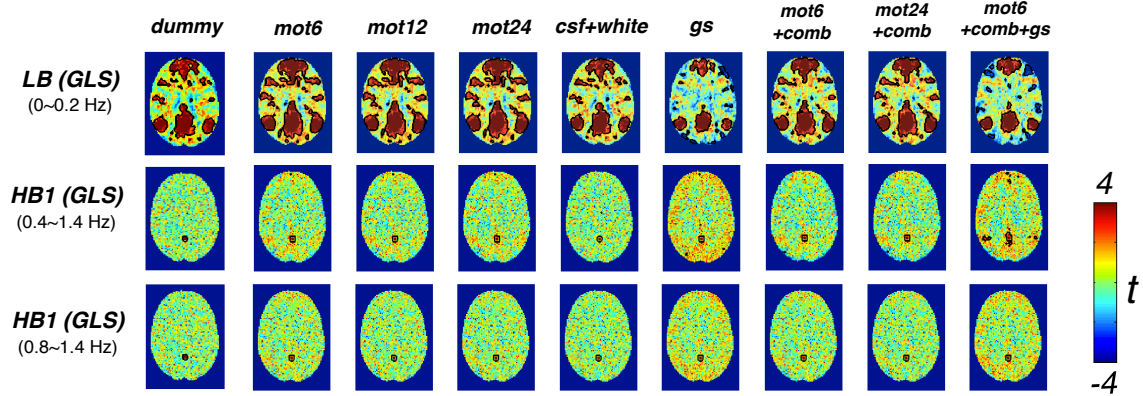 dummy mot6 mot12 mot24 csf+white gs mot6 +comb mot24 +comb mot6 +comb+gs
LB (GLS)
(0~0.2 Hz)
HB1 (GLS)
(0.4~1.4 Hz)
HB1 (GLS)
(0.8~1.4 Hz)
4
t
-4